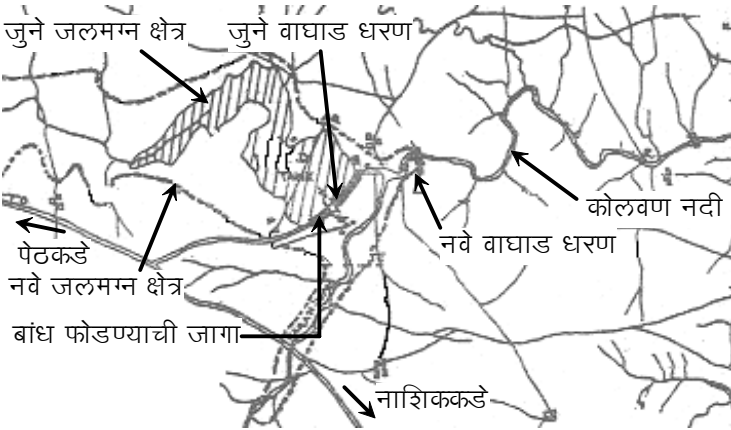 जुने जलमग्न क्षेत्र
जुने वाघाड धरण
कोलवण नदी
नवे वाघाड धरण
पेठकडे
नवे जलमग्न क्षेत्र
बांध फोडण्याची जागा
नाशिककडे